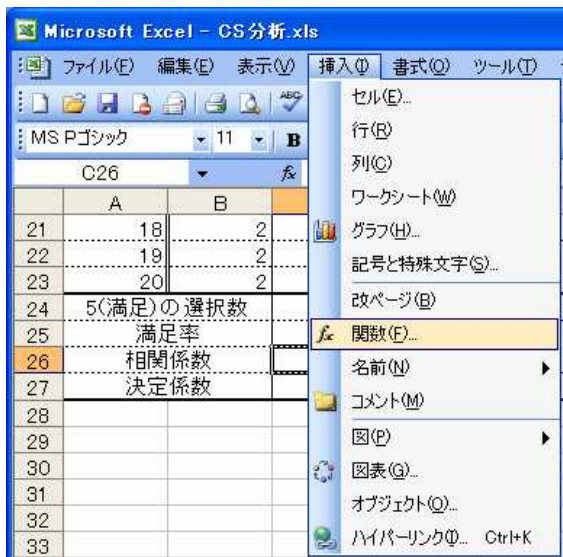 Microsoft Excel - CS分析.xls
ファイル(F) 編集(E) 表示(V) 挿入(I) 書式(O) ツール(T)
MS Pゴシック 11 B
C26 fx
A B
21 18 2
22 19 2
23 20 2
24 5(満足)の選択数
25 満足率
26 相関係数
27 決定係数
28
29
30
31
32
33
セル(E)...
行(R)
列(C)
ワークシート(W)
グラフ(H)...
記号と特殊文字(S)...
改ページ(B)
fx 関数(F)...
名前(N)
コメント(M)
図(P)
図表(G)...
オブジェクト(O)...
ハイパーリンク(I)... Ctrl+K